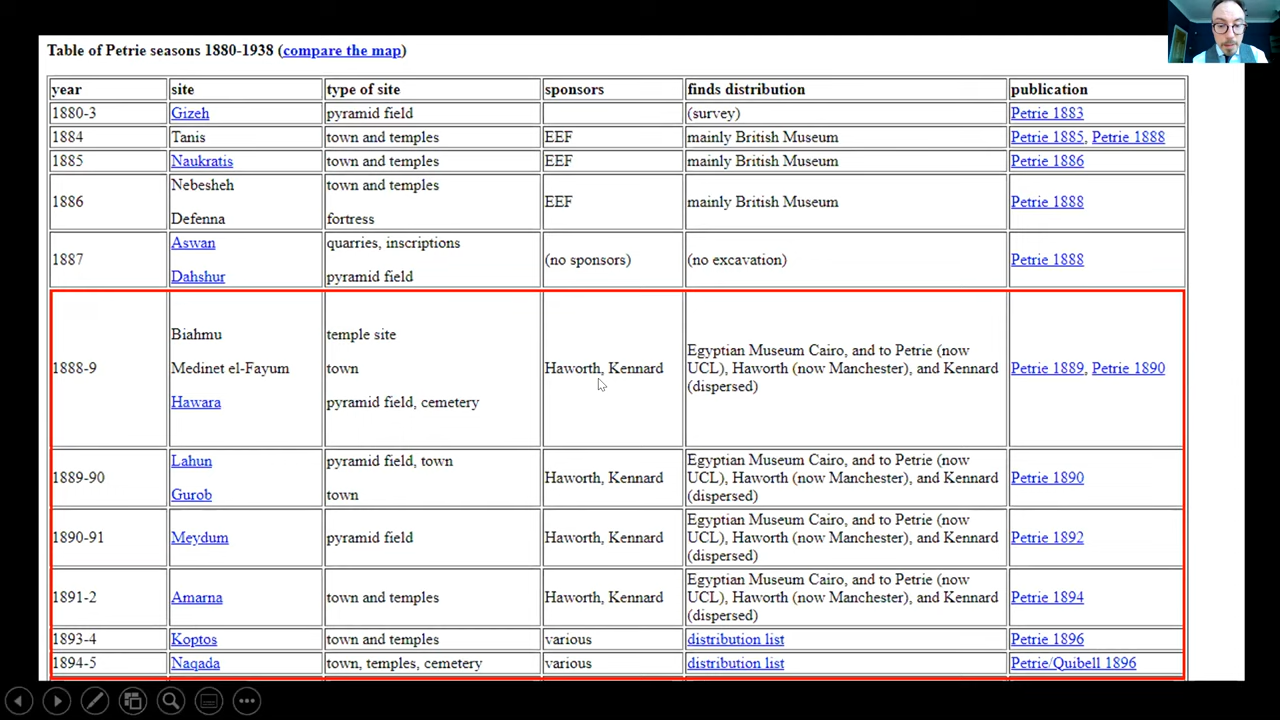 Table of Petrie seasons 1880-1938 (compare the map)
year site type of site sponsors finds distribution publication
1880-3 Gizeh pyramid field (survey) Petrie 1883
1884 Tanis town and temples EEF mainly British Museum Petrie 1885, Petrie 1888
1885 Naukratis town and temples EEF mainly British Museum Petrie 1886
1886 Nebesheh town and temples EEF mainly British Museum Petrie 1888
Defenna fortress
1887 Aswan quarries, inscriptions (no sponsors) (no excavation) Petrie 1888
Dahshur pyramid field
1888-9 Biahmu temple site Haworth, Kennard Egyptian Museum Cairo, and to Petrie (now Petrie 1889, Petrie 1890
Medinet el-Fayum town UCL), Haworth (now Manchester), and Kennard
Hawara pyramid field, cemetery (dispersed)
1889-90 Lahun pyramid field, town Haworth, Kennard Egyptian Museum Cairo, and to Petrie (now Petrie 1890
Gurob town UCL), Haworth (now Manchester), and Kennard
(dispersed)
1890-91 Meydum pyramid field Haworth, Kennard Egyptian Museum Cairo, and to Petrie (now Petrie 1892
UCL), Haworth (now Manchester), and Kennard
(dispersed)
1891-2 Amarna town and temples Haworth, Kennard Egyptian Museum Cairo, and to Petrie (now Petrie 1894
UCL), Haworth (now Manchester), and Kennard
(dispersed)
1893-4 Koptos town and temples various distribution list Petrie 1896
1894-5 Naqada town, temples, cemetery various distribution list Petrie/Quibell 1896